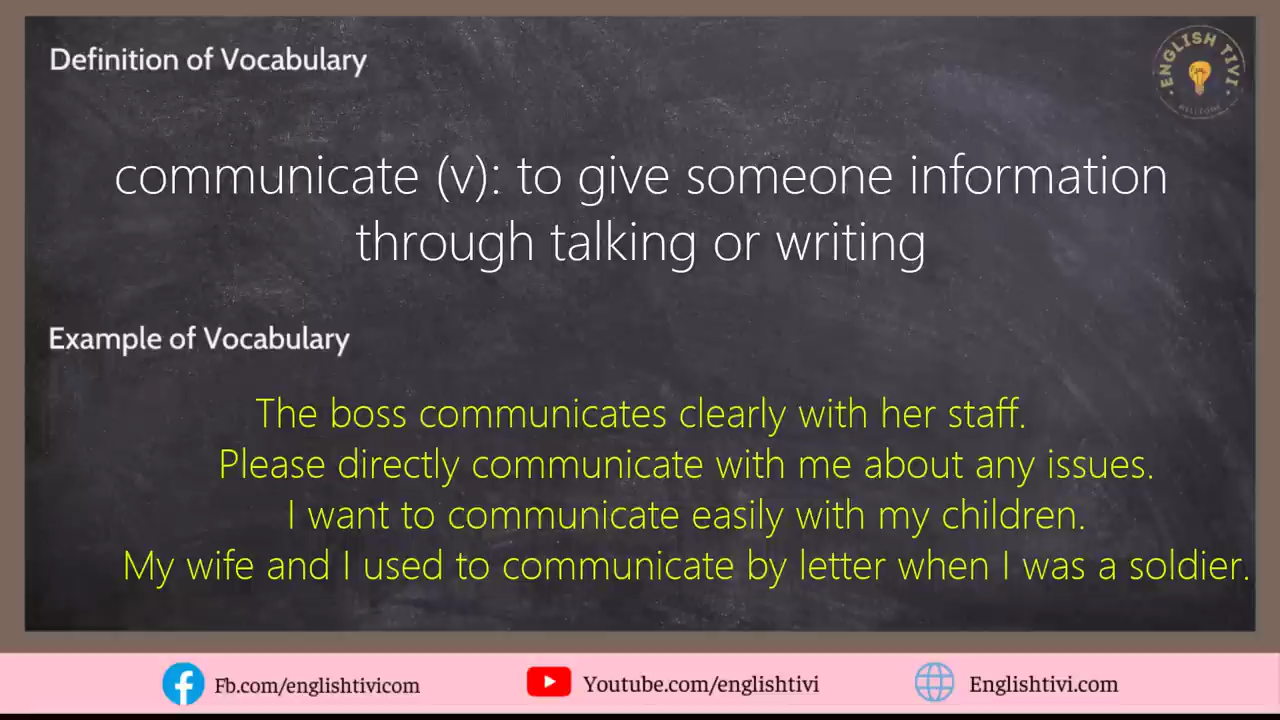 Definition of Vocabulary
ENGLISH TIVI
WELCOME
communicate (v): to give someone information
through talking or writing
Example of Vocabulary
The boss communicates clearly with her staff.
Please directly communicate with me about any issues.
I want to communicate easily with my children.
My wife and I used to communicate by letter when I was a soldier.
Fb.com/englishtivicom
Youtube.com/englishtivi
Englishtivi.com